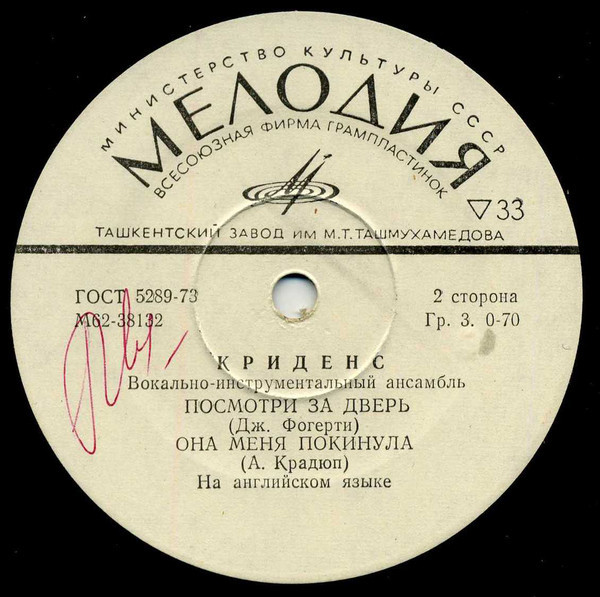 МИНИСТЕРСТВО КУЛЬТУРЫ СССР
МЕЛОДИЯ
ВСЕСОЮЗНАЯ ФИРМА ГРАМПЛАСТИНОК
▽33
ТАШКЕНТСКИЙ ЗАВОД ИМ М.Т.ТАШМУХАМЕДОВА
ГОСТ 5289-73
2 сторона
М62-38132
Гр. 3. 0-70
КРИДЕНС
Вокально-инструментальный ансамбль
ПОСМОТРИ ЗА ДВЕРЬ
(Дж. Фогерти)
ОНА МЕНЯ ПОКИНУЛА
(А. Крадюп)
На английском языке